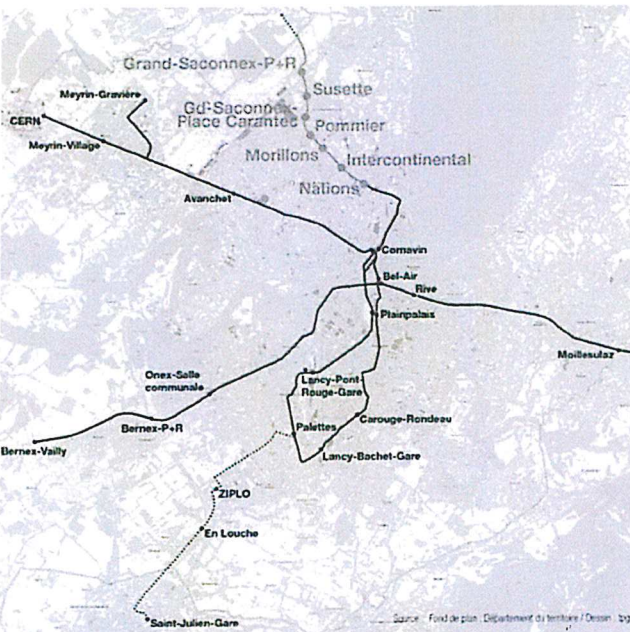 Grand-Saconnex-P+R
Susette
Meyrin-Gravière
Gd-Saconnex-
Place Carantec
CERN
Pommier
Meyrin-Village
Morillons
Intercontinental
Nations
Avanchet
Cornavin
Bel-Air
Rive
Plainpalais
Moillesulaz
Onex-Salle
communale
Lancy-Pont-
Rouge-Gare
Bernex-P+R
Carouge-Rondeau
Palettes
Bernex-Vailly
Lancy-Bachet-Gare
ZIPLO
En Louche
Saint-Julien-Gare
Source : Fond de plan : Département du territoire / Dessin : tpg